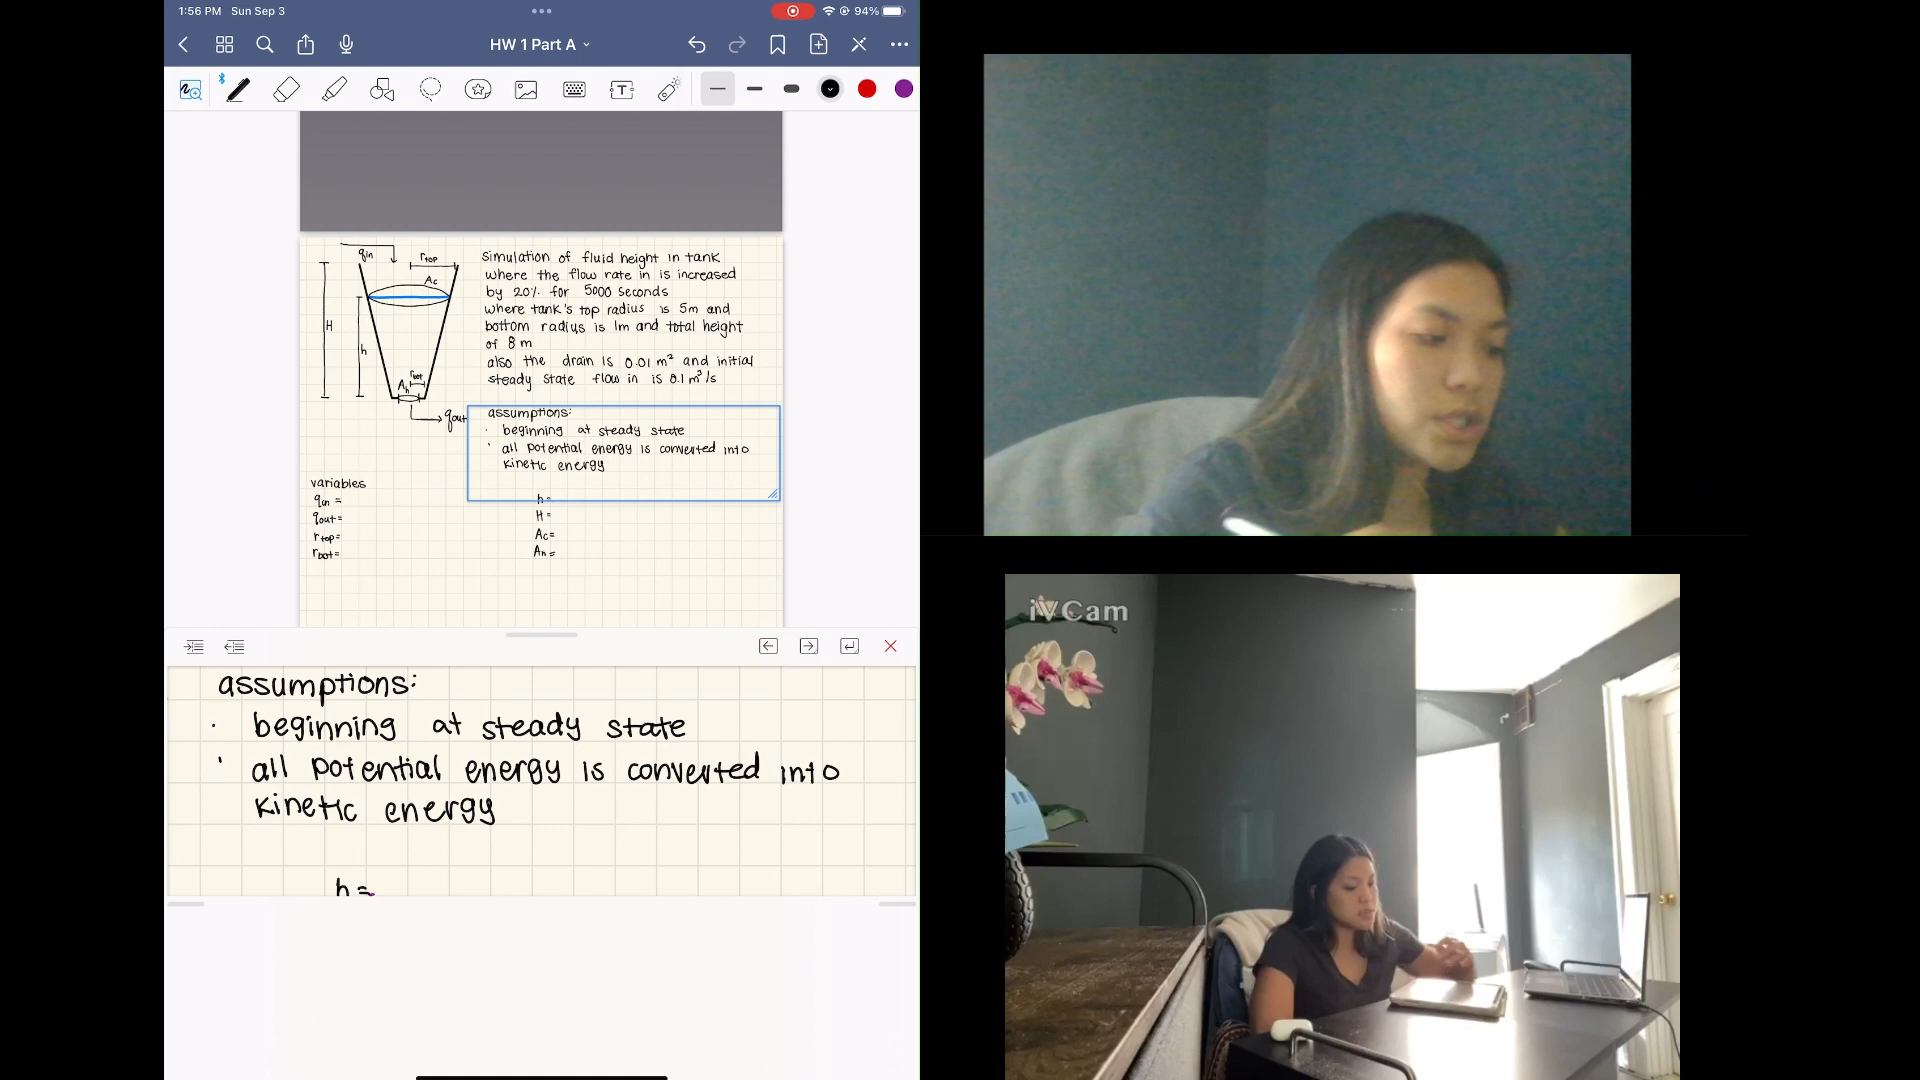 1:56 PM Sun Sep 3
94%
HW 1 Part A
T
qin
rtop
Ac
H
h
rbot
Ah
qout
Simulation of fluid height in tank
where the flow rate in is increased
by 20% for 5000 seconds
where tank's top radius is 5m and
bottom radius is 1m and total height
of 8 m
also the drain is 0.01 m² and initial
steady state flow in is 0.1 m³/s
assumptions:
· beginning at steady state
· all potential energy is converted into
kinetic energy
variables
qin =
qout=
rtop=
rbot=
h=
H=
Ac=
Ah=
assumptions:
· beginning at steady state
· all potential energy is converted into
kinetic energy
h=
iVCam